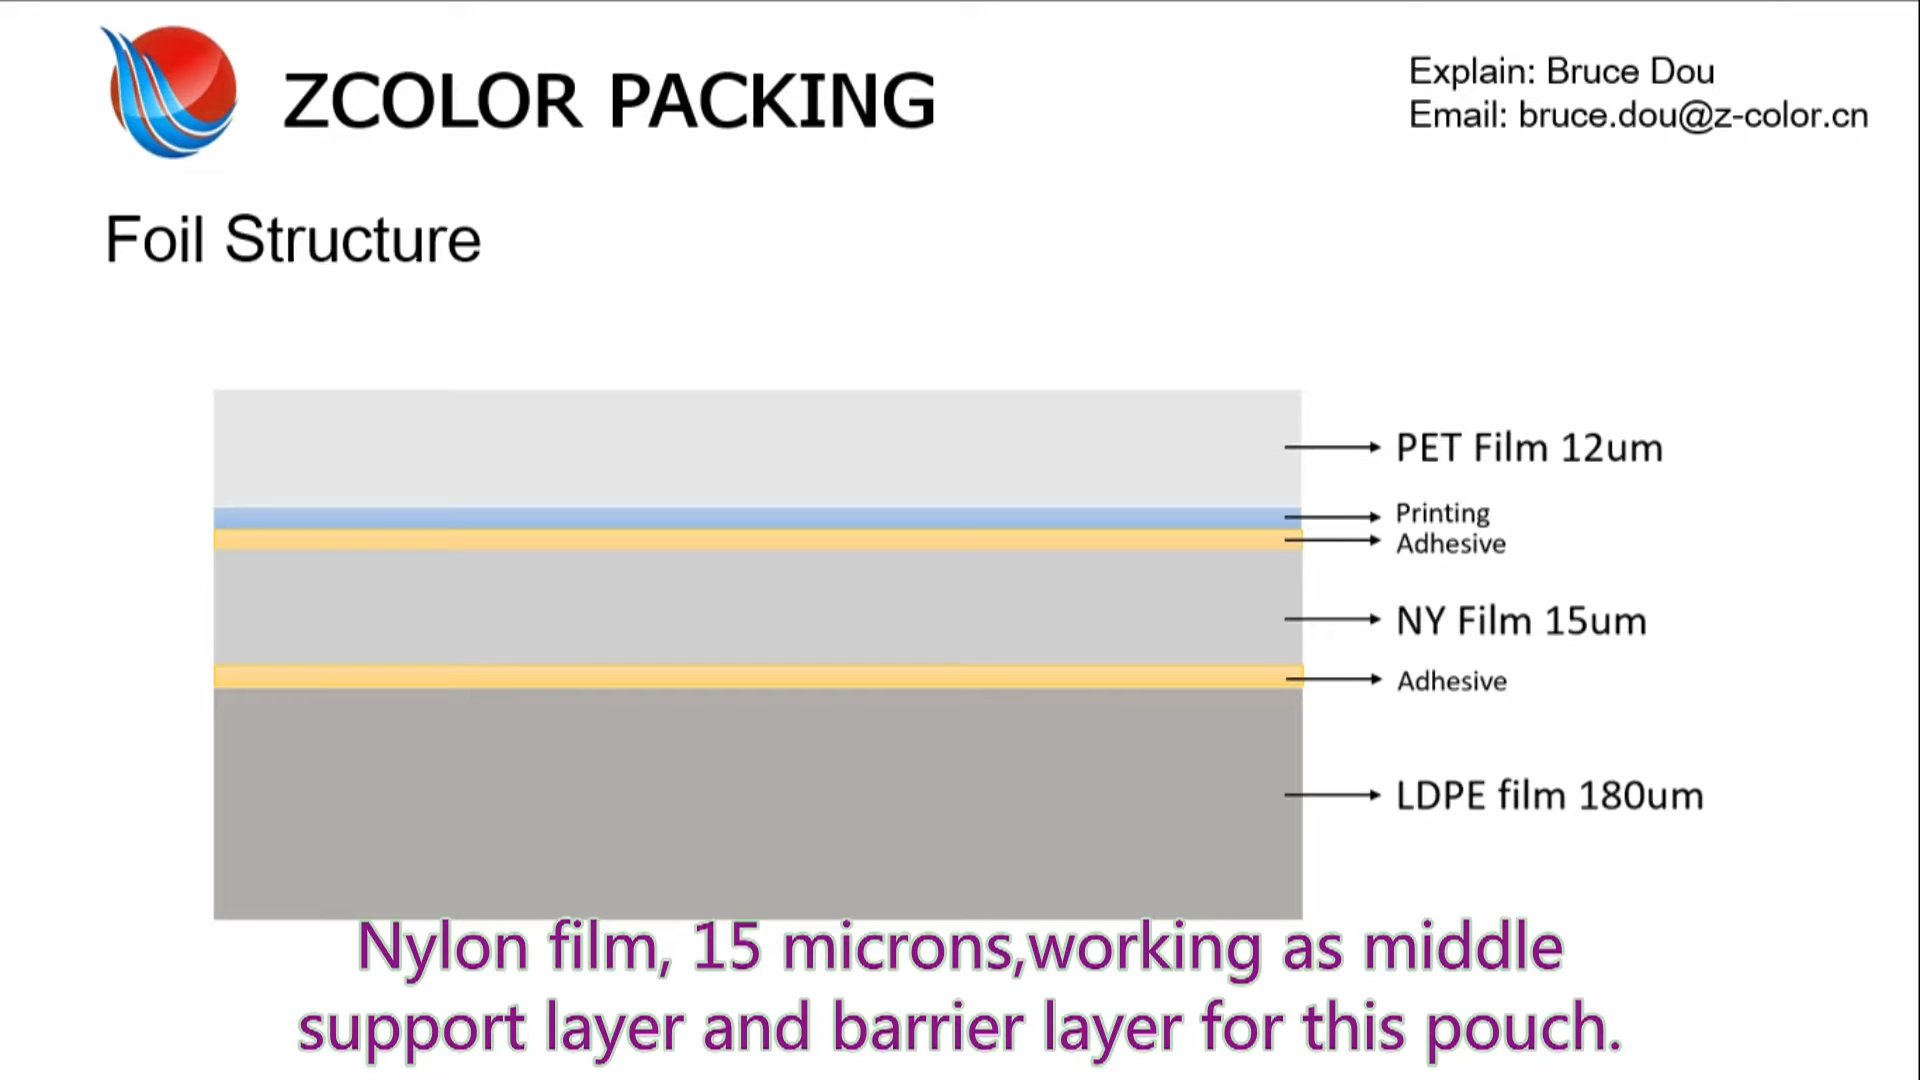 ZCOLOR PACKING
Explain: Bruce Dou
Email: bruce.dou@z-color.cn
Foil Structure
PET Film 12um
Printing
Adhesive
NY Film 15um
Adhesive
LDPE film 180um
Nylon film, 15 microns,working as middle
support layer and barrier layer for this pouch.